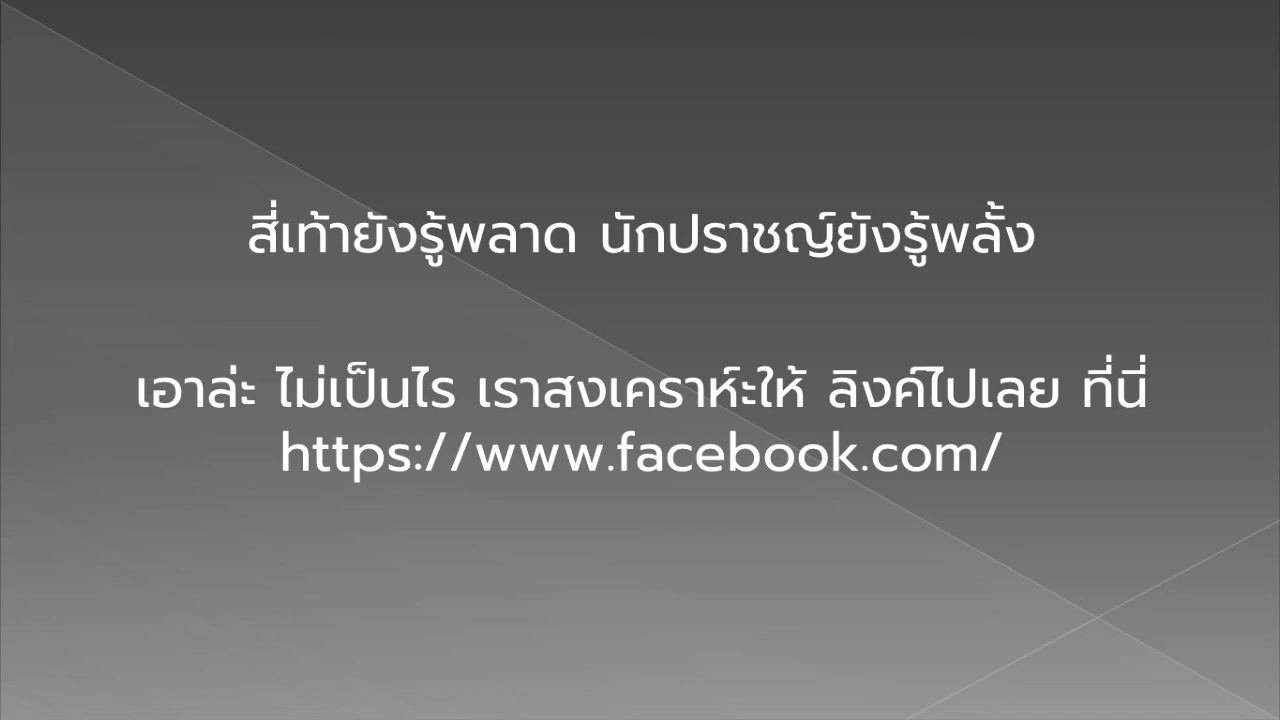 สี่เท้ายังรู้พลาด นักปราชญ์ยังรู้พลั้ง
เอาล่ะ ไม่เป็นไร เราสงเคราะห์ะให้ ลิงค์ไปเลย ที่นี่
https://www.facebook.com/